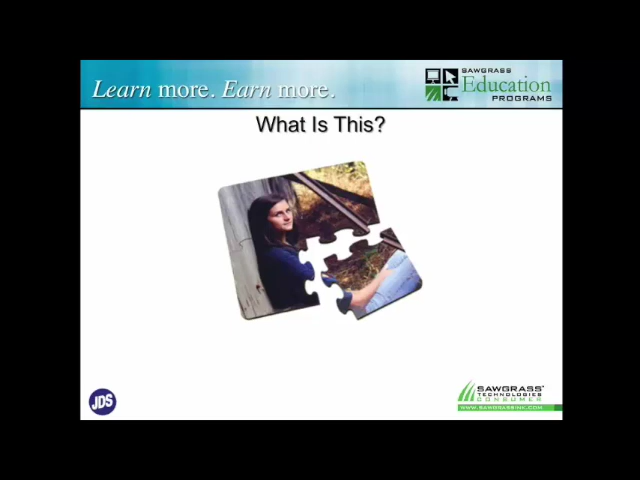 Learn more. Earn more.
SAWGRASS
Education
PROGRAMS
What Is This?
JDS
SAWGRASS
TECHNOLOGIES
CONSUMER
WWW.SAWGRASSINK.COM